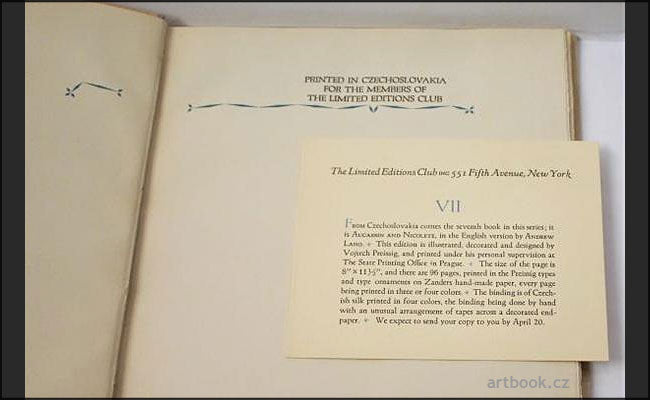 PRINTED IN CZECHOSLOVAKIA
FOR THE MEMBERS OF
THE LIMITED EDITIONS CLUB
The Limited Editions Club INC 551 Fifth Avenue, New York
VII
FROM Czechoslovakia comes the seventh book in this series; it
is AUCASSIN AND NICOLETE, in the English version by ANDREW
LANG. This edition is illustrated, decorated and designed by
Vojtech Preissig, and printed under his personal supervision at
The State Printing Office in Prague. The size of the page is
8" × 11½", and there are 96 pages, printed in the Preissig types
and type ornaments on Zanders hand-made paper, every page
being printed in three or four colors. The binding is of Czech-
ish silk printed in four colors, the binding being done by hand
with an unusual arrangement of tapes across a decorated end-
paper. We expect to send your copy to you by April 20.
artbook.cz